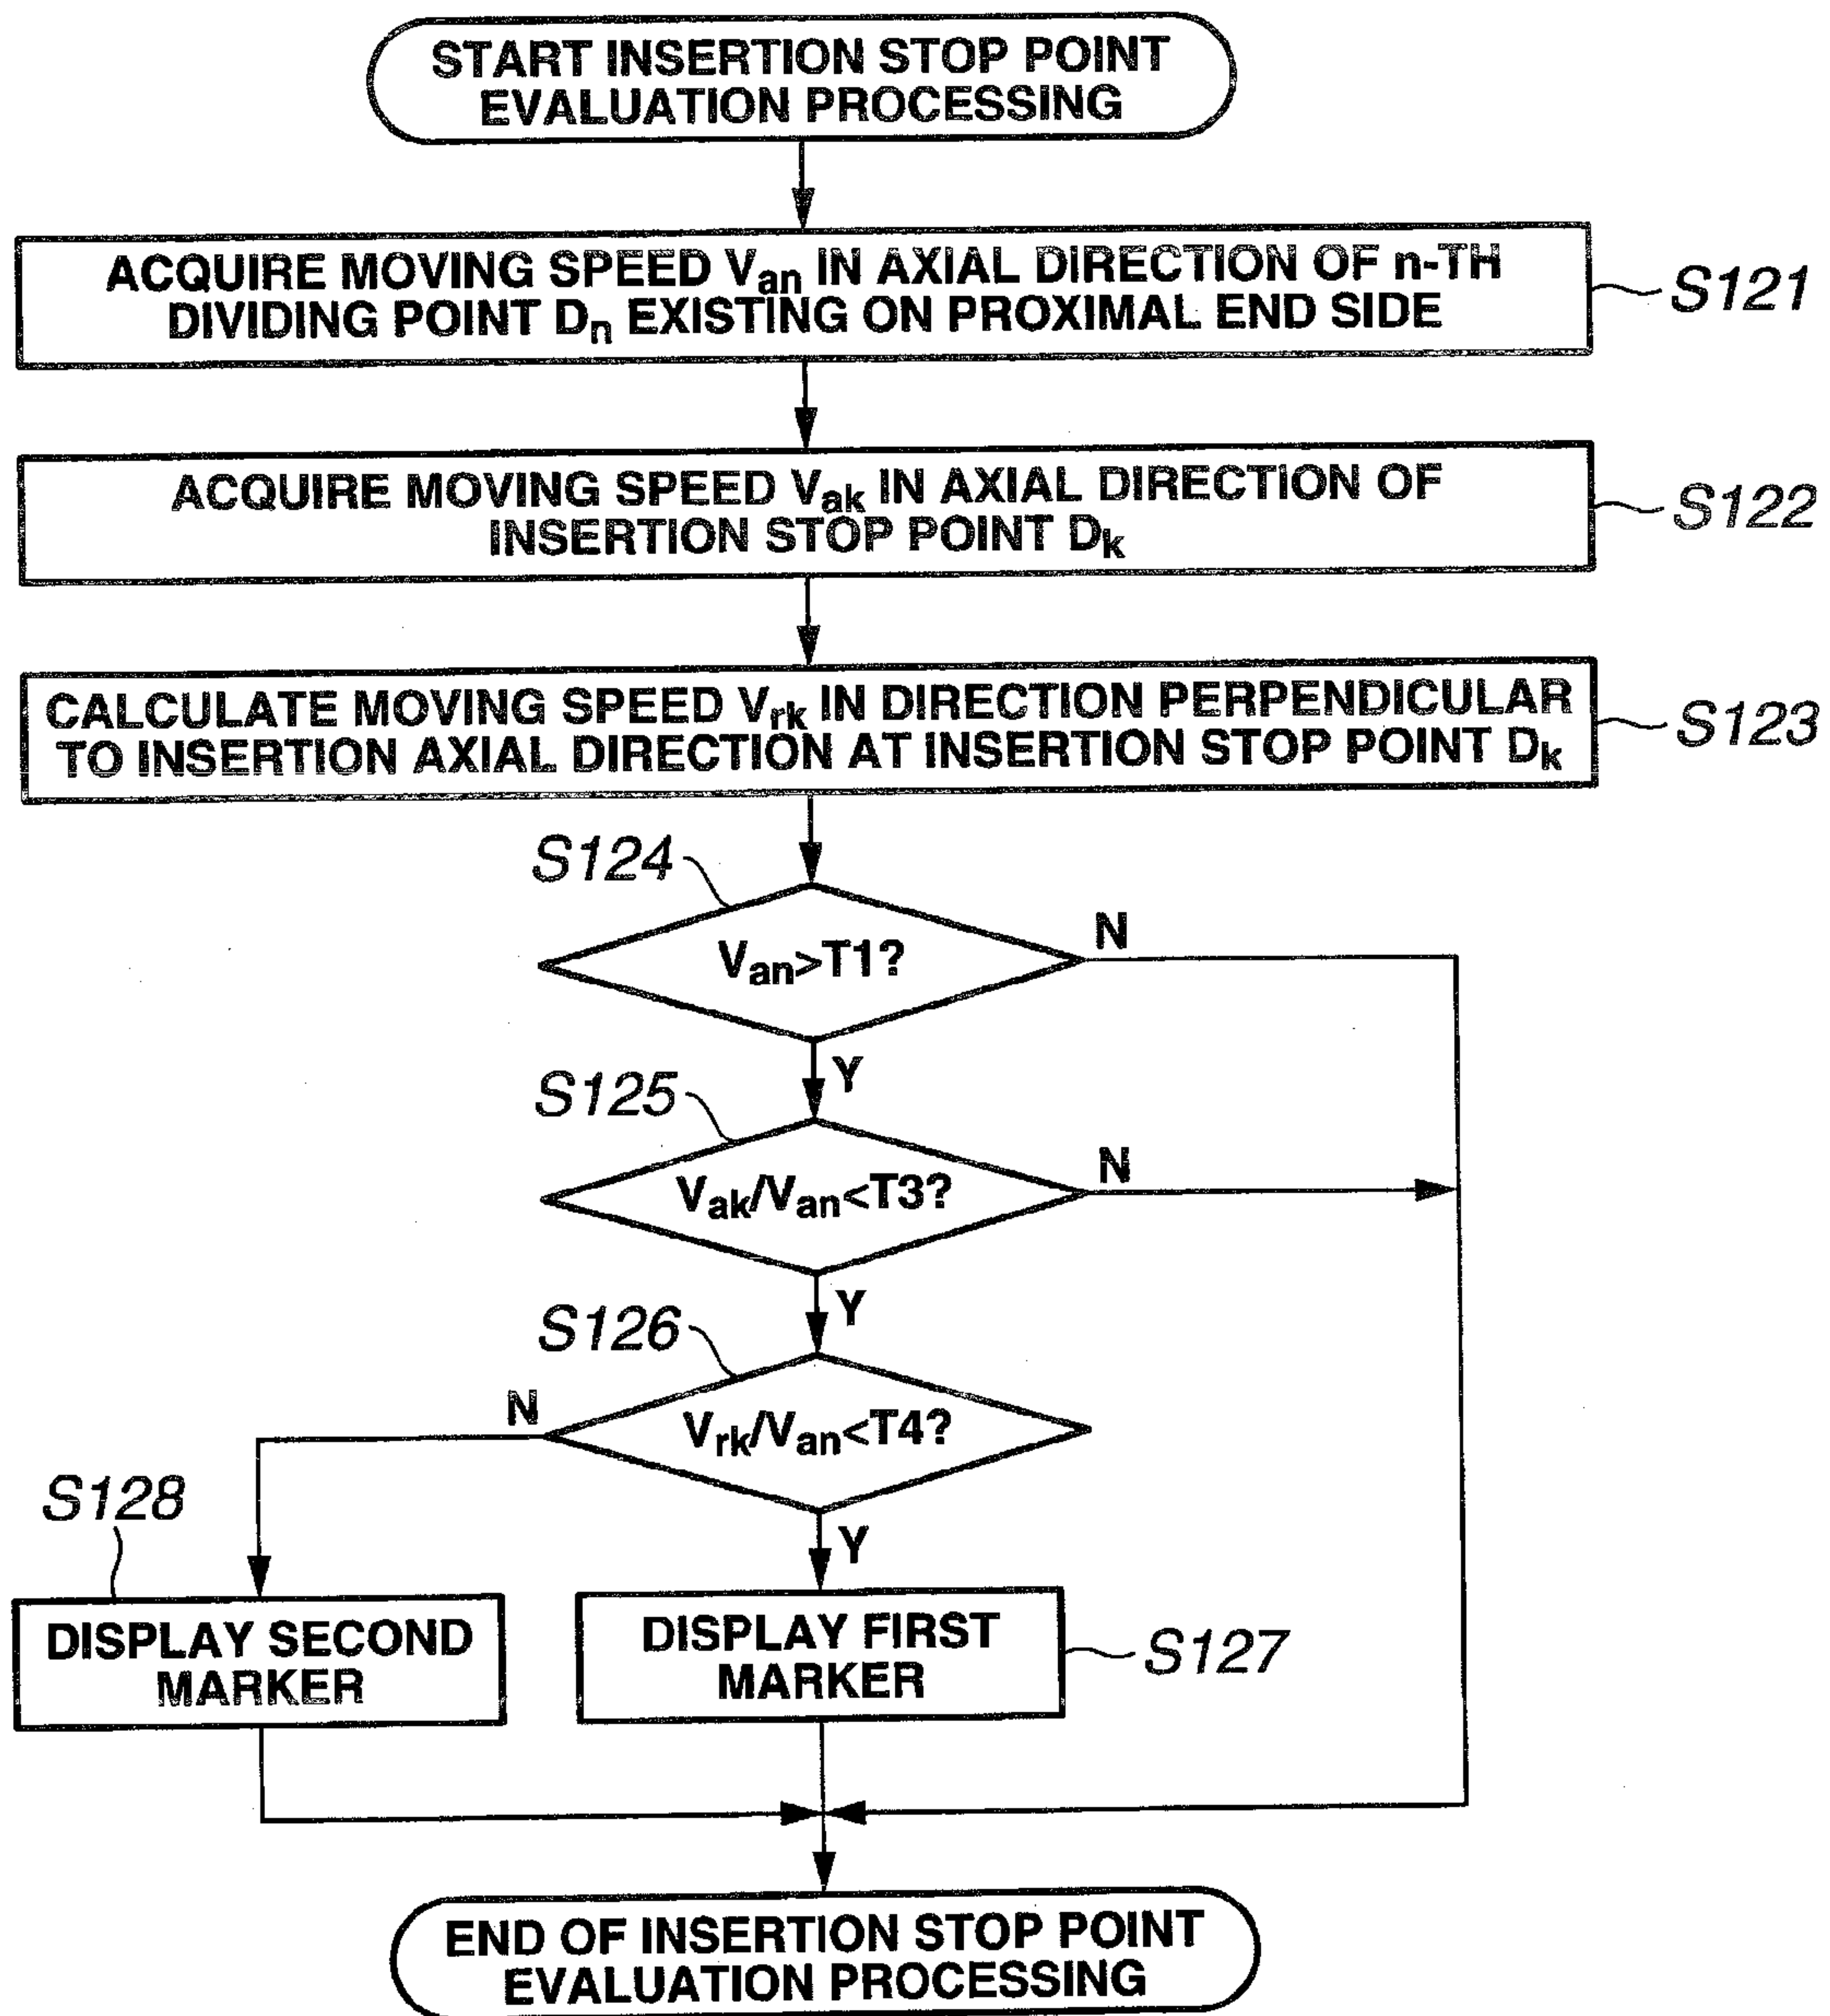 START INSERTION STOP POINT
EVALUATION PROCESSING
ACQUIRE MOVING SPEED Van IN AXIAL DIRECTION OF n-TH
DIVIDING POINT Dn EXISTING ON PROXIMAL END SIDE
S121
ACQUIRE MOVING SPEED Vak IN AXIAL DIRECTION OF
INSERTION STOP POINT Dk
S122
CALCULATE MOVING SPEED Vrk IN DIRECTION PERPENDICULAR
TO INSERTION AXIAL DIRECTION AT INSERTION STOP POINT Dk
S123
S124
Van>T1?
N
Y
S125
Vak/Van<T3?
N
Y
S126
Vrk/Van<T4?
N
Y
S128
DISPLAY SECOND
MARKER
DISPLAY FIRST
MARKER
S127
END OF INSERTION STOP POINT
EVALUATION PROCESSING